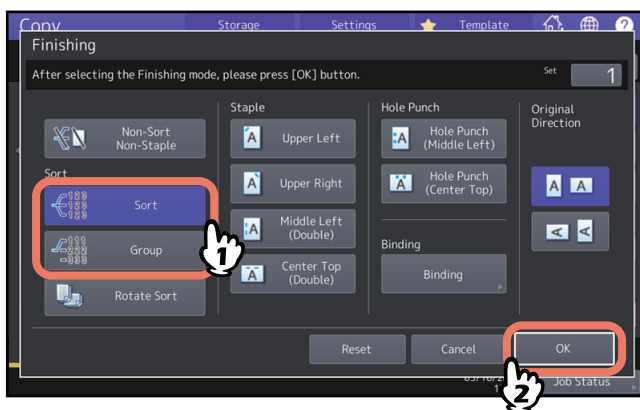 Copy Storage Settings Template ?
Finishing
After selecting the Finishing mode, please press [OK] button.
Set 1
Non-Sort
Non-Staple
Sort
Sort
Group
Rotate Sort
Staple
Upper Left
Upper Right
Middle Left
(Double)
Center Top
(Double)
Hole Punch
Hole Punch
(Middle Left)
Hole Punch
(Center Top)
Binding
Binding
Original
Direction
A A
A A
1
Reset Cancel OK
2
Job Status